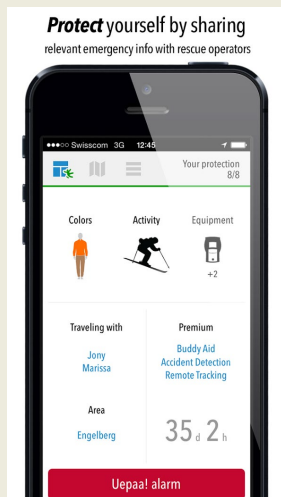 Protect yourself by sharing
relevant emergency info with rescue operators
Swisscom 3G 12:45
Your protection
8/8
Colors Activity Equipment
+2
Traveling with Premium
Jony
Marissa
Buddy Aid
Accident Detection
Remote Tracking
Area
Engelberg
35 d 2 h
Uepaa! alarm